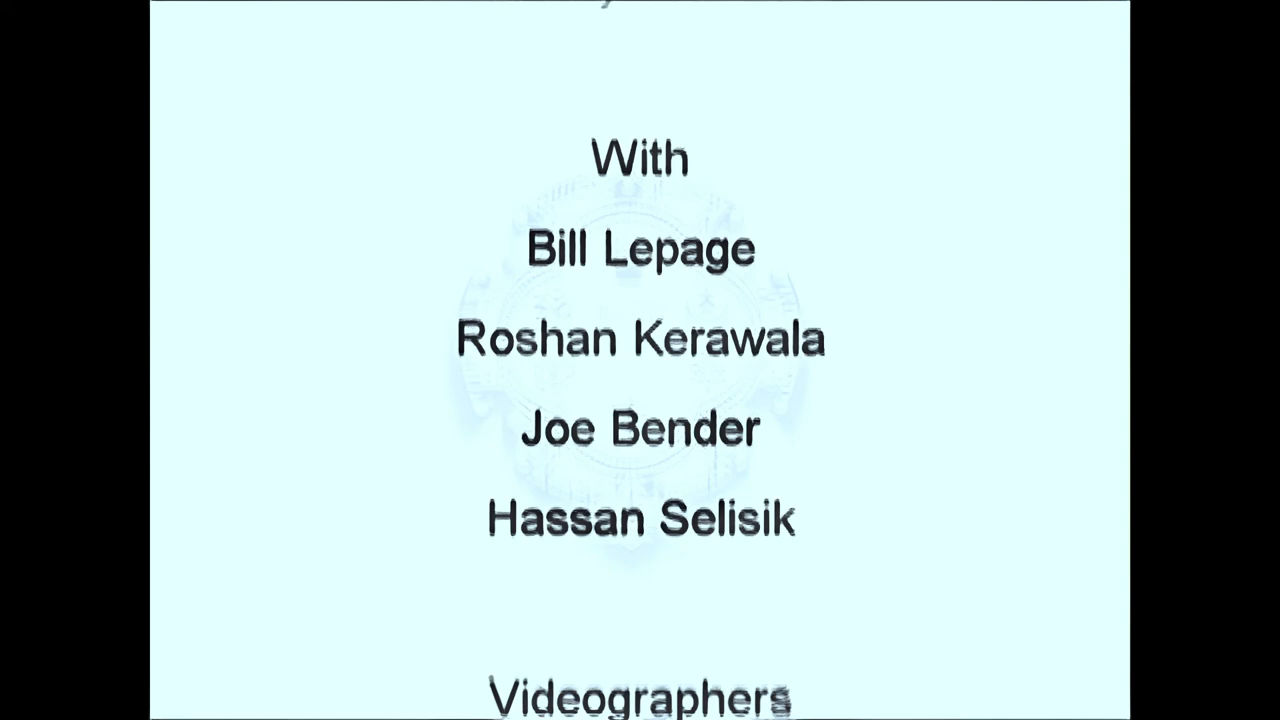 With
Bill Lepage
Roshan Kerawala
Joe Bender
Hassan Selisik
Videographers